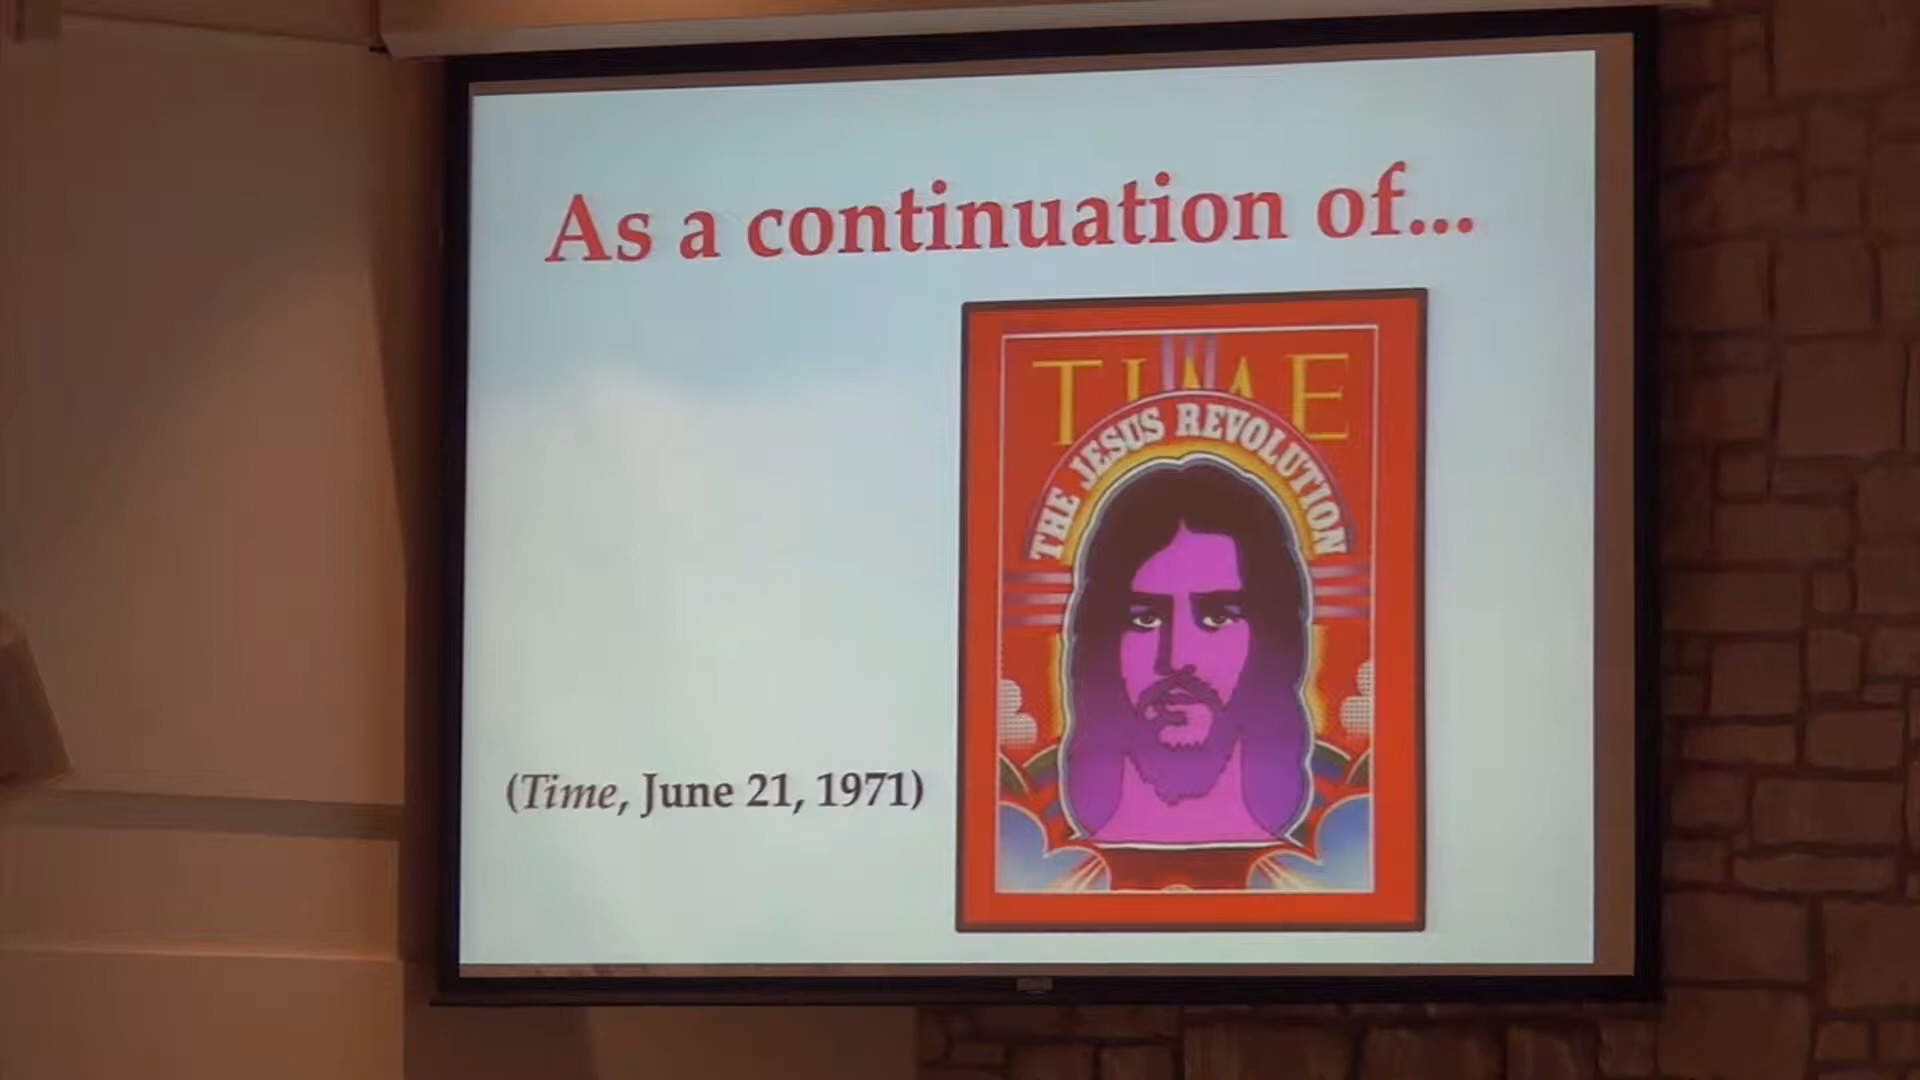 As a continuation of...
TIME
THE JESUS REVOLUTION
(Time, June 21, 1971)